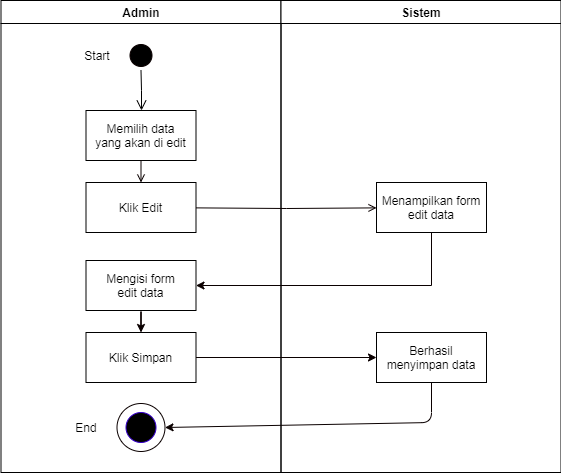 Admin
Sistem
Start
Memilih data
yang akan di edit
Klik Edit
Menampilkan form
edit data
Mengisi form
edit data
Klik Simpan
Berhasil
menyimpan data
End